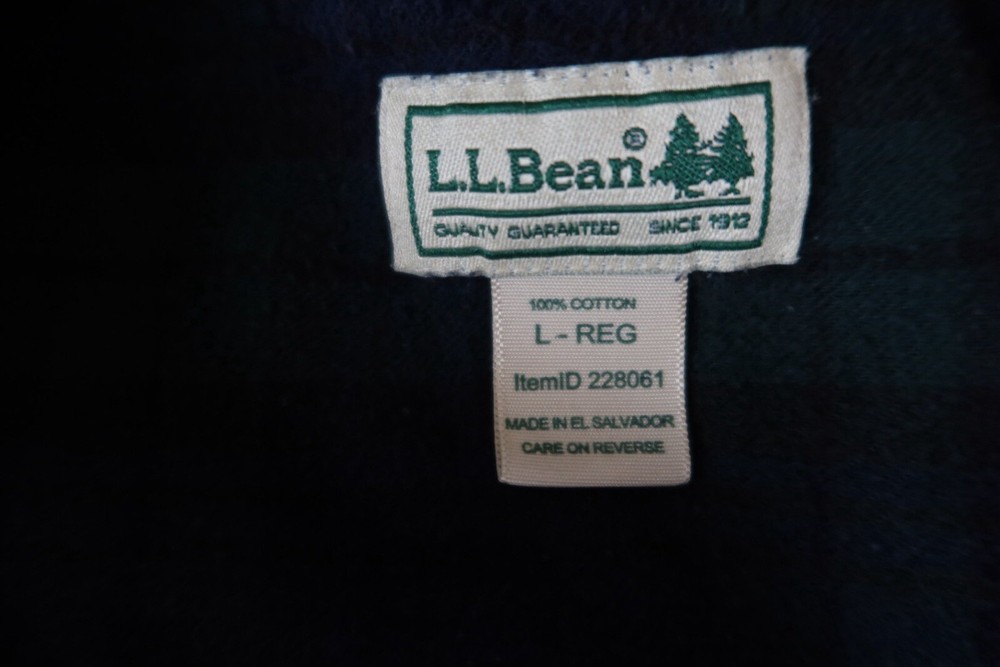 L.L.Bean®
QUALITY GUARANTEED SINCE 1912
100% COTTON
L - REG
ItemID 228061
MADE IN EL SALVADOR
CARE ON REVERSE